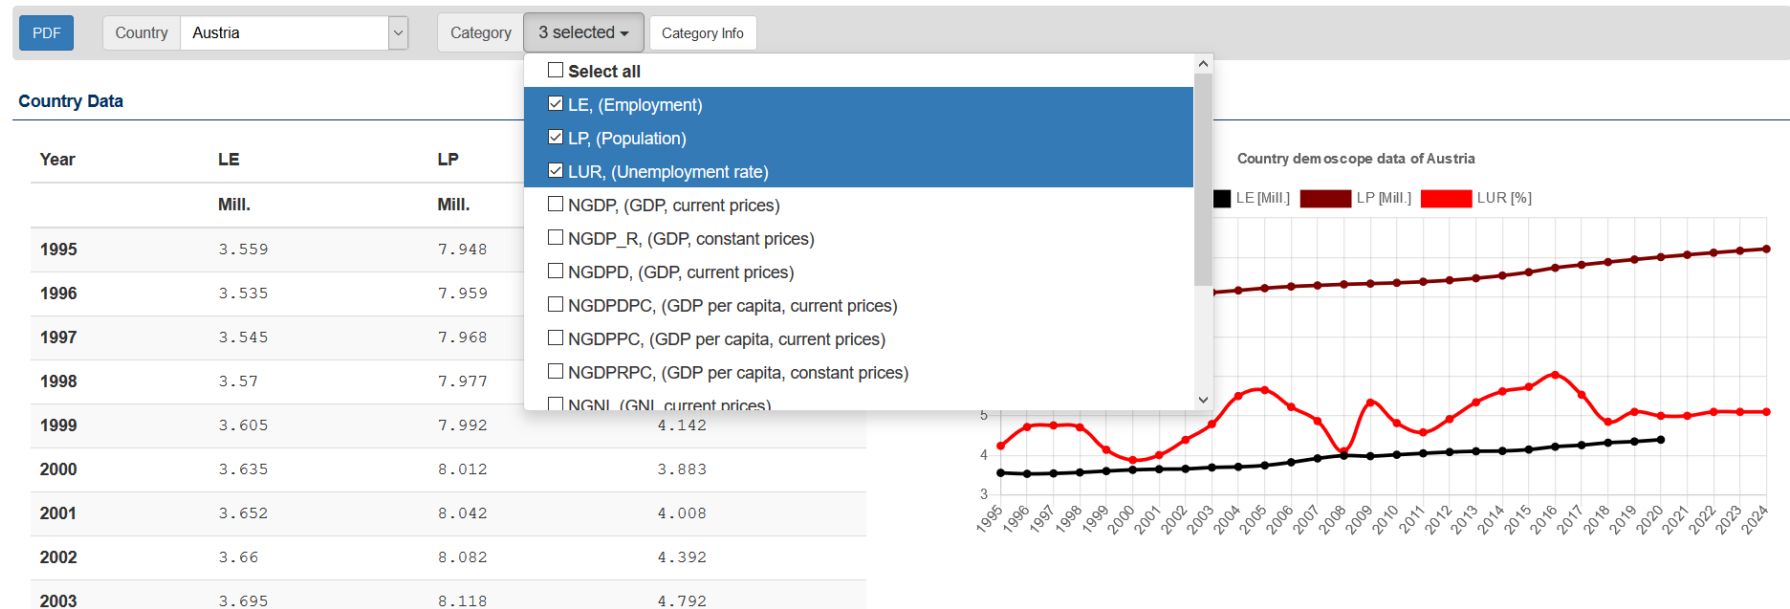 PDF Country Austria Category 3 selected Category Info
Select all
Country Data
LE, (Employment)
LP, (Population)
LUR, (Unemployment rate)
NGDP, (GDP, current prices)
NGDP_R, (GDP, constant prices)
NGDPD, (GDP, current prices)
NGDPDPC, (GDP per capita, current prices)
NGDPPC, (GDP per capita, current prices)
NGDPRPC, (GDP per capita, constant prices)
NGNI, (GNI, current prices)
Year LE LP
Mill. Mill.
1995 3.559 7.948
1996 3.535 7.959
1997 3.545 7.968
1998 3.57 7.977
1999 3.605 7.992 4.142
2000 3.635 8.012 3.883
2001 3.652 8.042 4.008
2002 3.66 8.082 4.392
2003 3.695 8.118 4.792
Country demoscope data of Austria
LE [Mill.] LP [Mill.] LUR [%]
5
4
3
1995 1996 1997 1998 1999 2000 2001 2002 2003 2004 2005 2006 2007 2008 2009 2010 2011 2012 2013 2014 2015 2016 2017 2018 2019 2020 2021 2022 2023 2024